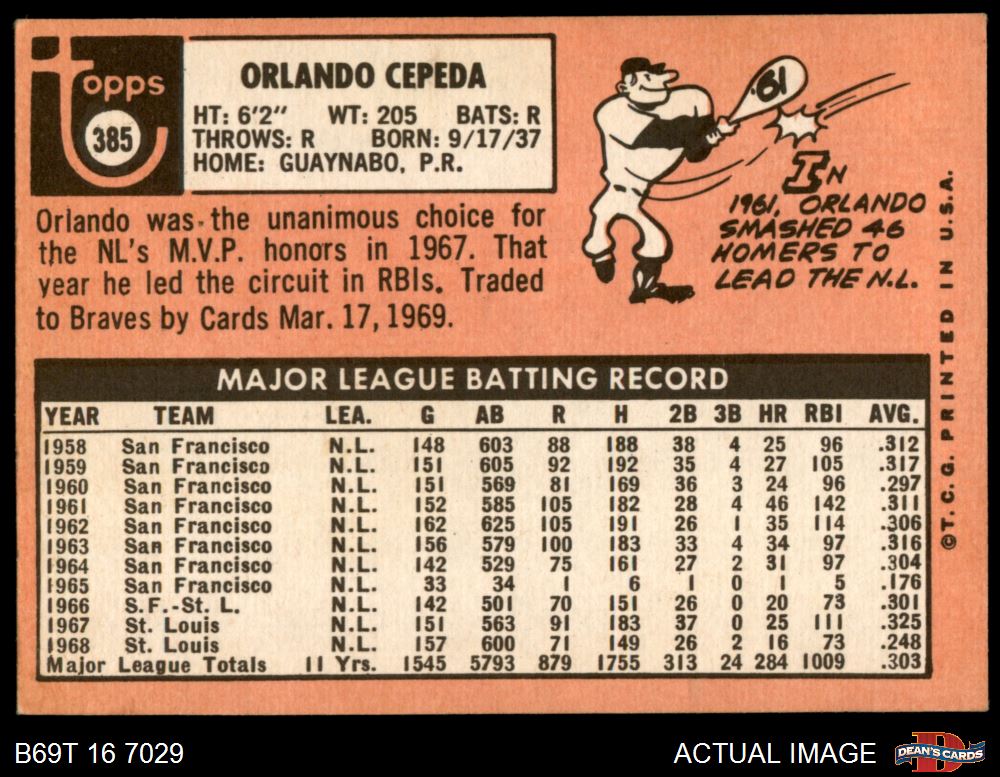 topps
385
ORLANDO CEPEDA
HT: 6'2" WT: 205 BATS: R
THROWS: R BORN: 9/17/37
HOME: GUAYNABO, P.R.
Orlando was the unanimous choice for
the NL's M.V.P. honors in 1967. That
year he led the circuit in RBIs. Traded
to Braves by Cards Mar. 17, 1969.
'61
IN
1961, ORLANDO
SMASHED 46
HOMERS TO
LEAD THE N.L.
©T. C. G. PRINTED IN U.S.A.
MAJOR LEAGUE BATTING RECORD
YEAR TEAM LEA. G AB R H 2B 3B HR RBI AVG.
1958 San Francisco N.L. 148 603 88 188 38 4 25 96 .312
1959 San Francisco N.L. 151 605 92 192 35 4 27 105 .317
1960 San Francisco N.L. 151 569 81 169 36 3 24 96 .297
1961 San Francisco N.L. 152 585 105 182 28 4 46 142 .311
1962 San Francisco N.L. 162 625 105 191 26 1 35 114 .306
1963 San Francisco N.L. 156 579 100 183 33 4 34 97 .316
1964 San Francisco N.L. 142 529 75 161 27 2 31 97 .304
1965 San Francisco N.L. 33 34 1 6 1 0 1 5 .176
1966 S.F.-St. L. N.L. 142 501 70 151 26 0 20 73 .301
1967 St. Louis N.L. 151 563 91 183 37 0 25 111 .325
1968 St. Louis N.L. 157 600 71 149 26 2 16 73 .248
Major League Totals 11 Yrs. 1545 5793 879 1755 313 24 284 1009 .303
B69T 16 7029
ACTUAL IMAGE
D
DEAN'S CARDS